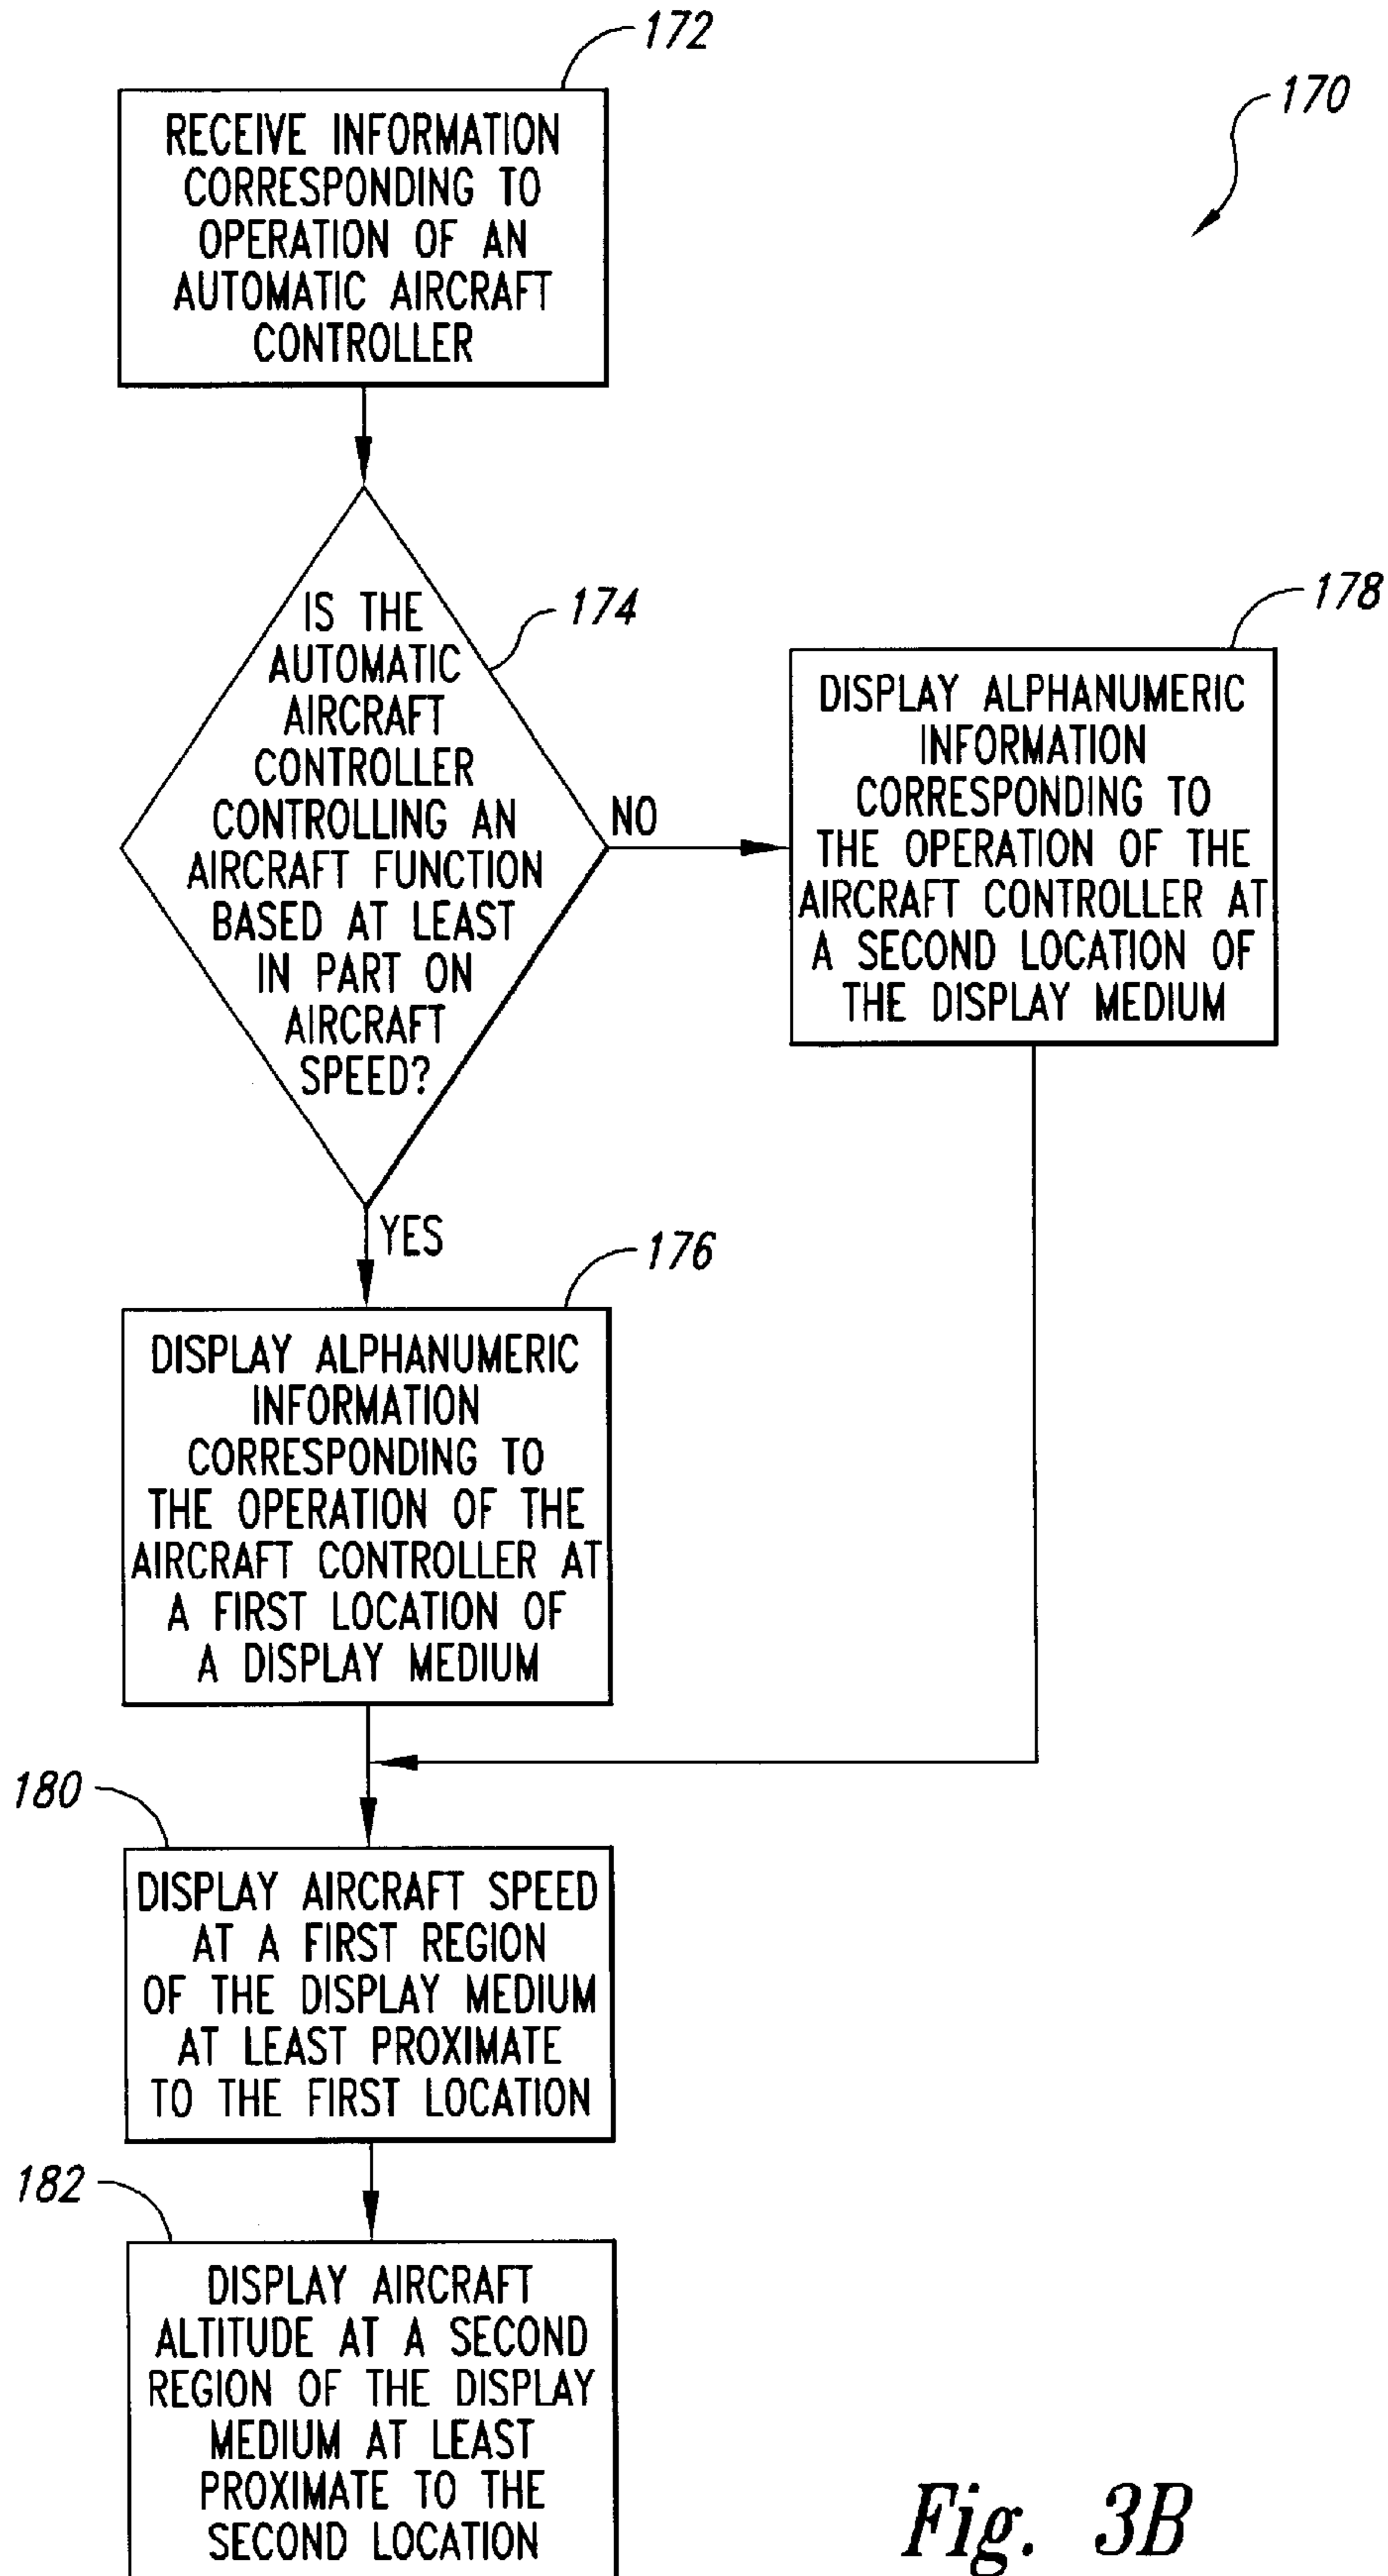 172
170
RECEIVE INFORMATION
CORRESPONDING TO
OPERATION OF AN
AUTOMATIC AIRCRAFT
CONTROLLER
174
IS THE
AUTOMATIC
AIRCRAFT
CONTROLLER
CONTROLLING AN
AIRCRAFT FUNCTION
BASED AT LEAST
IN PART ON
AIRCRAFT
SPEED?
NO
178
DISPLAY ALPHANUMERIC
INFORMATION
CORRESPONDING TO
THE OPERATION OF THE
AIRCRAFT CONTROLLER AT
A SECOND LOCATION OF
THE DISPLAY MEDIUM
YES
176
DISPLAY ALPHANUMERIC
INFORMATION
CORRESPONDING TO
THE OPERATION OF THE
AIRCRAFT CONTROLLER AT
A FIRST LOCATION OF
A DISPLAY MEDIUM
180
DISPLAY AIRCRAFT SPEED
AT A FIRST REGION
OF THE DISPLAY MEDIUM
AT LEAST PROXIMATE
TO THE FIRST LOCATION
182
DISPLAY AIRCRAFT
ALTITUDE AT A SECOND
REGION OF THE DISPLAY
MEDIUM AT LEAST
PROXIMATE TO THE
SECOND LOCATION
Fig. 3B